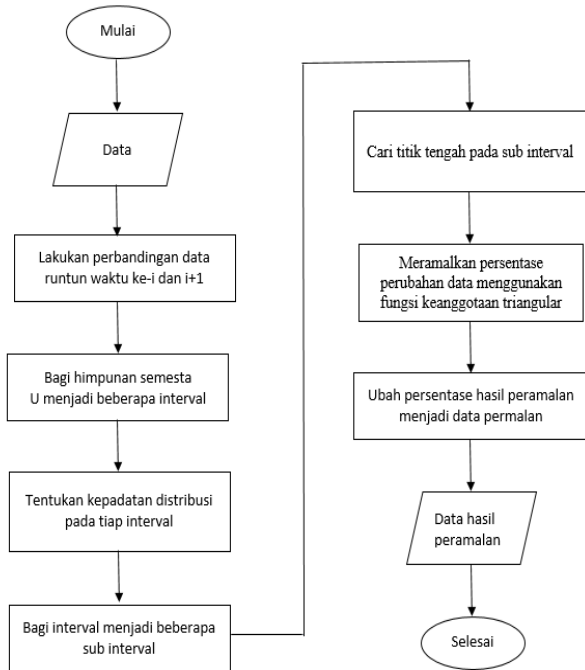 Mulai
Data
Lakukan perbandingan data
runtun waktu ke-i dan i+1
Bagi himpunan semesta
U menjadi beberapa interval
Tentukan kepadatan distribusi
pada tiap interval
Bagi interval menjadi beberapa
sub interval
Cari titik tengah pada sub interval
Meramalkan persentase
perubahan data menggunakan
fungsi keanggotaan triangular
Ubah persentase hasil peramalan
menjadi data permalan
Data hasil
peramalan
Selesai